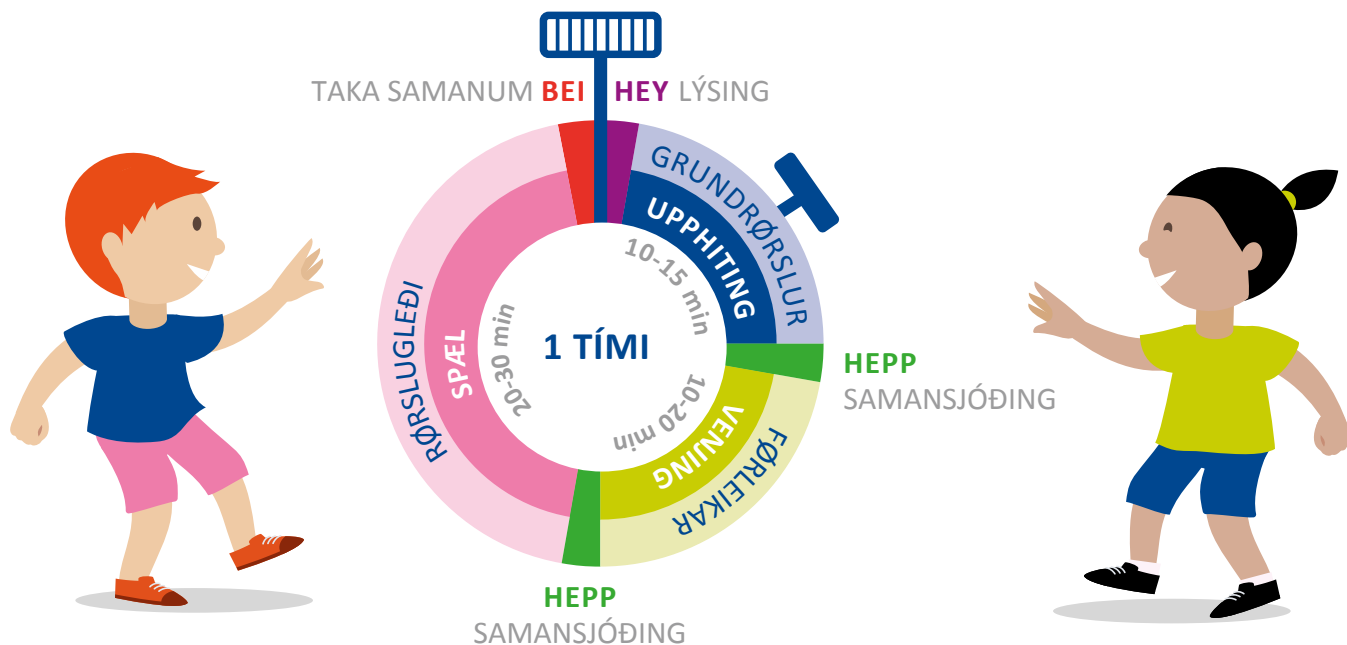 TAKA SAMANUM BEI
HEY LÝSING
GRUNDRØRSLUR
UPPHITING
10-15 min
HEPP
SAMANSJÓÐING
FØRLEIKAR
VENJING
10-20 min
HEPP
SAMANSJÓÐING
RØRSLUGLEÐI
SPÆL
20-30 min
1 TÍMI